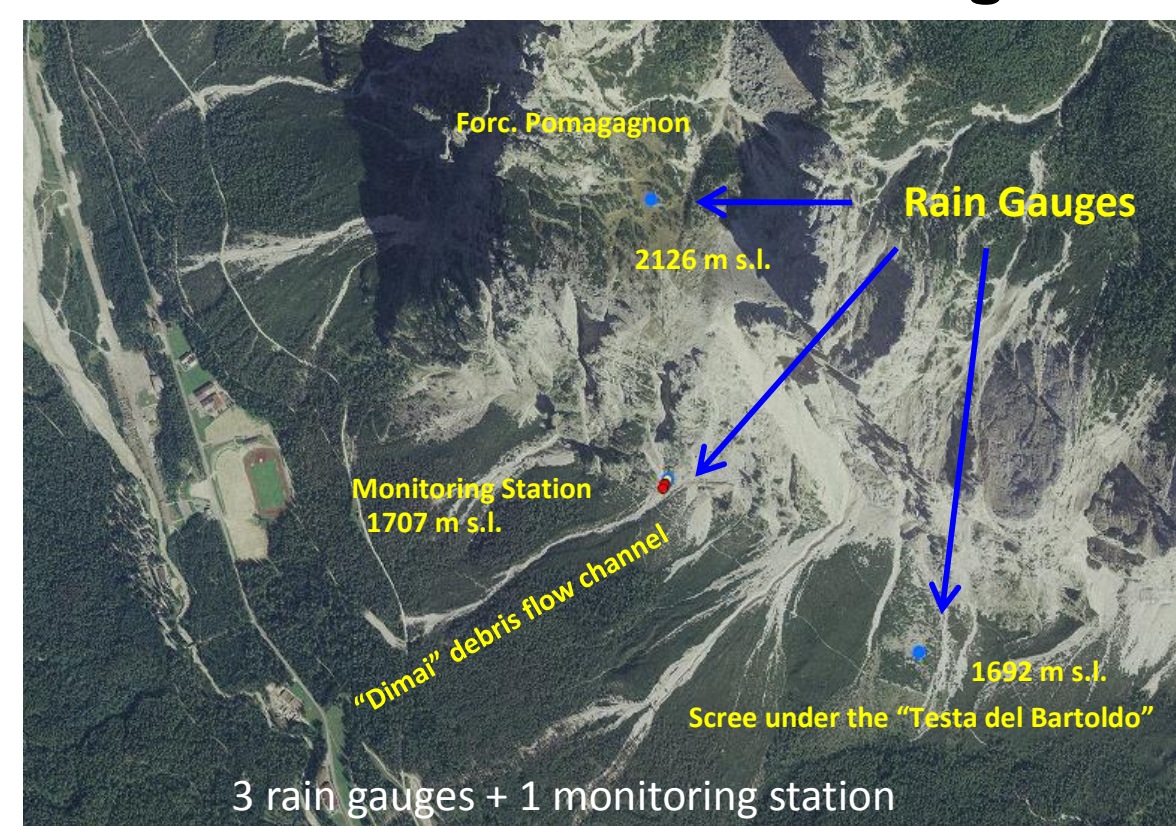 g
Forc. Pomagagnon
Rain Gauges
2126 m s.l.
Monitoring Station
1707 m s.l.
“Dimai” debris flow channel
1692 m s.l.
Scree under the “Testa del Bartoldo”
3 rain gauges + 1 monitoring station